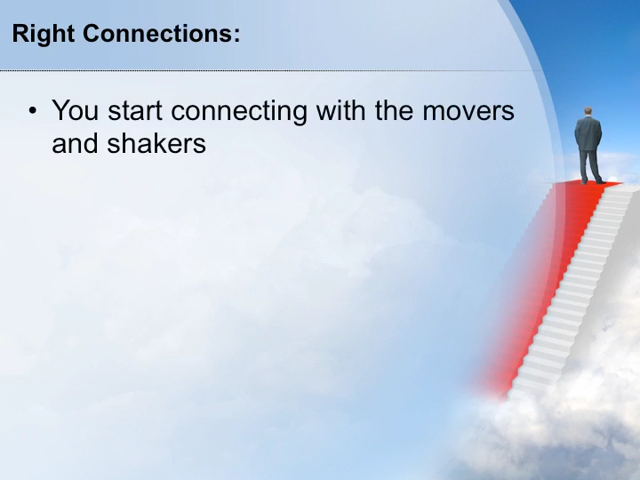 Right Connections:
• You start connecting with the movers
and shakers